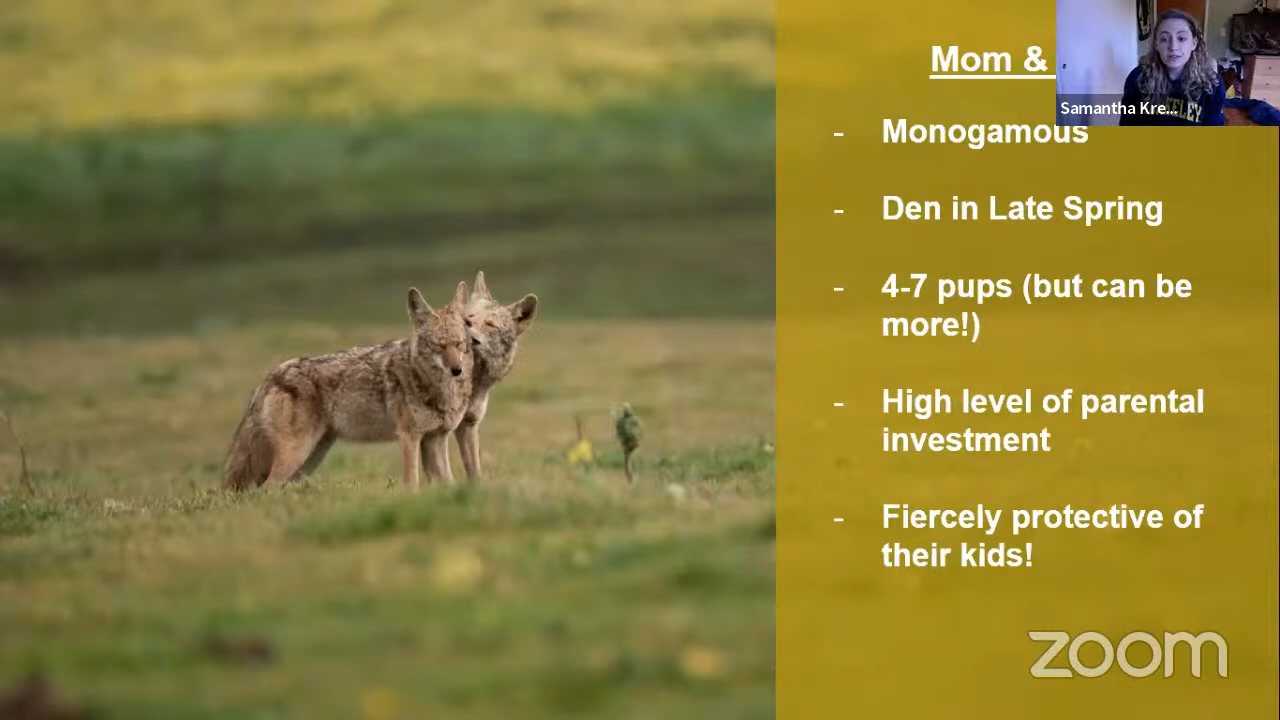 Mom &
Samantha Kre...
- Monogamous
- Den in Late Spring
- 4-7 pups (but can be
more!)
- High level of parental
investment
- Fiercely protective of
their kids!
zoom